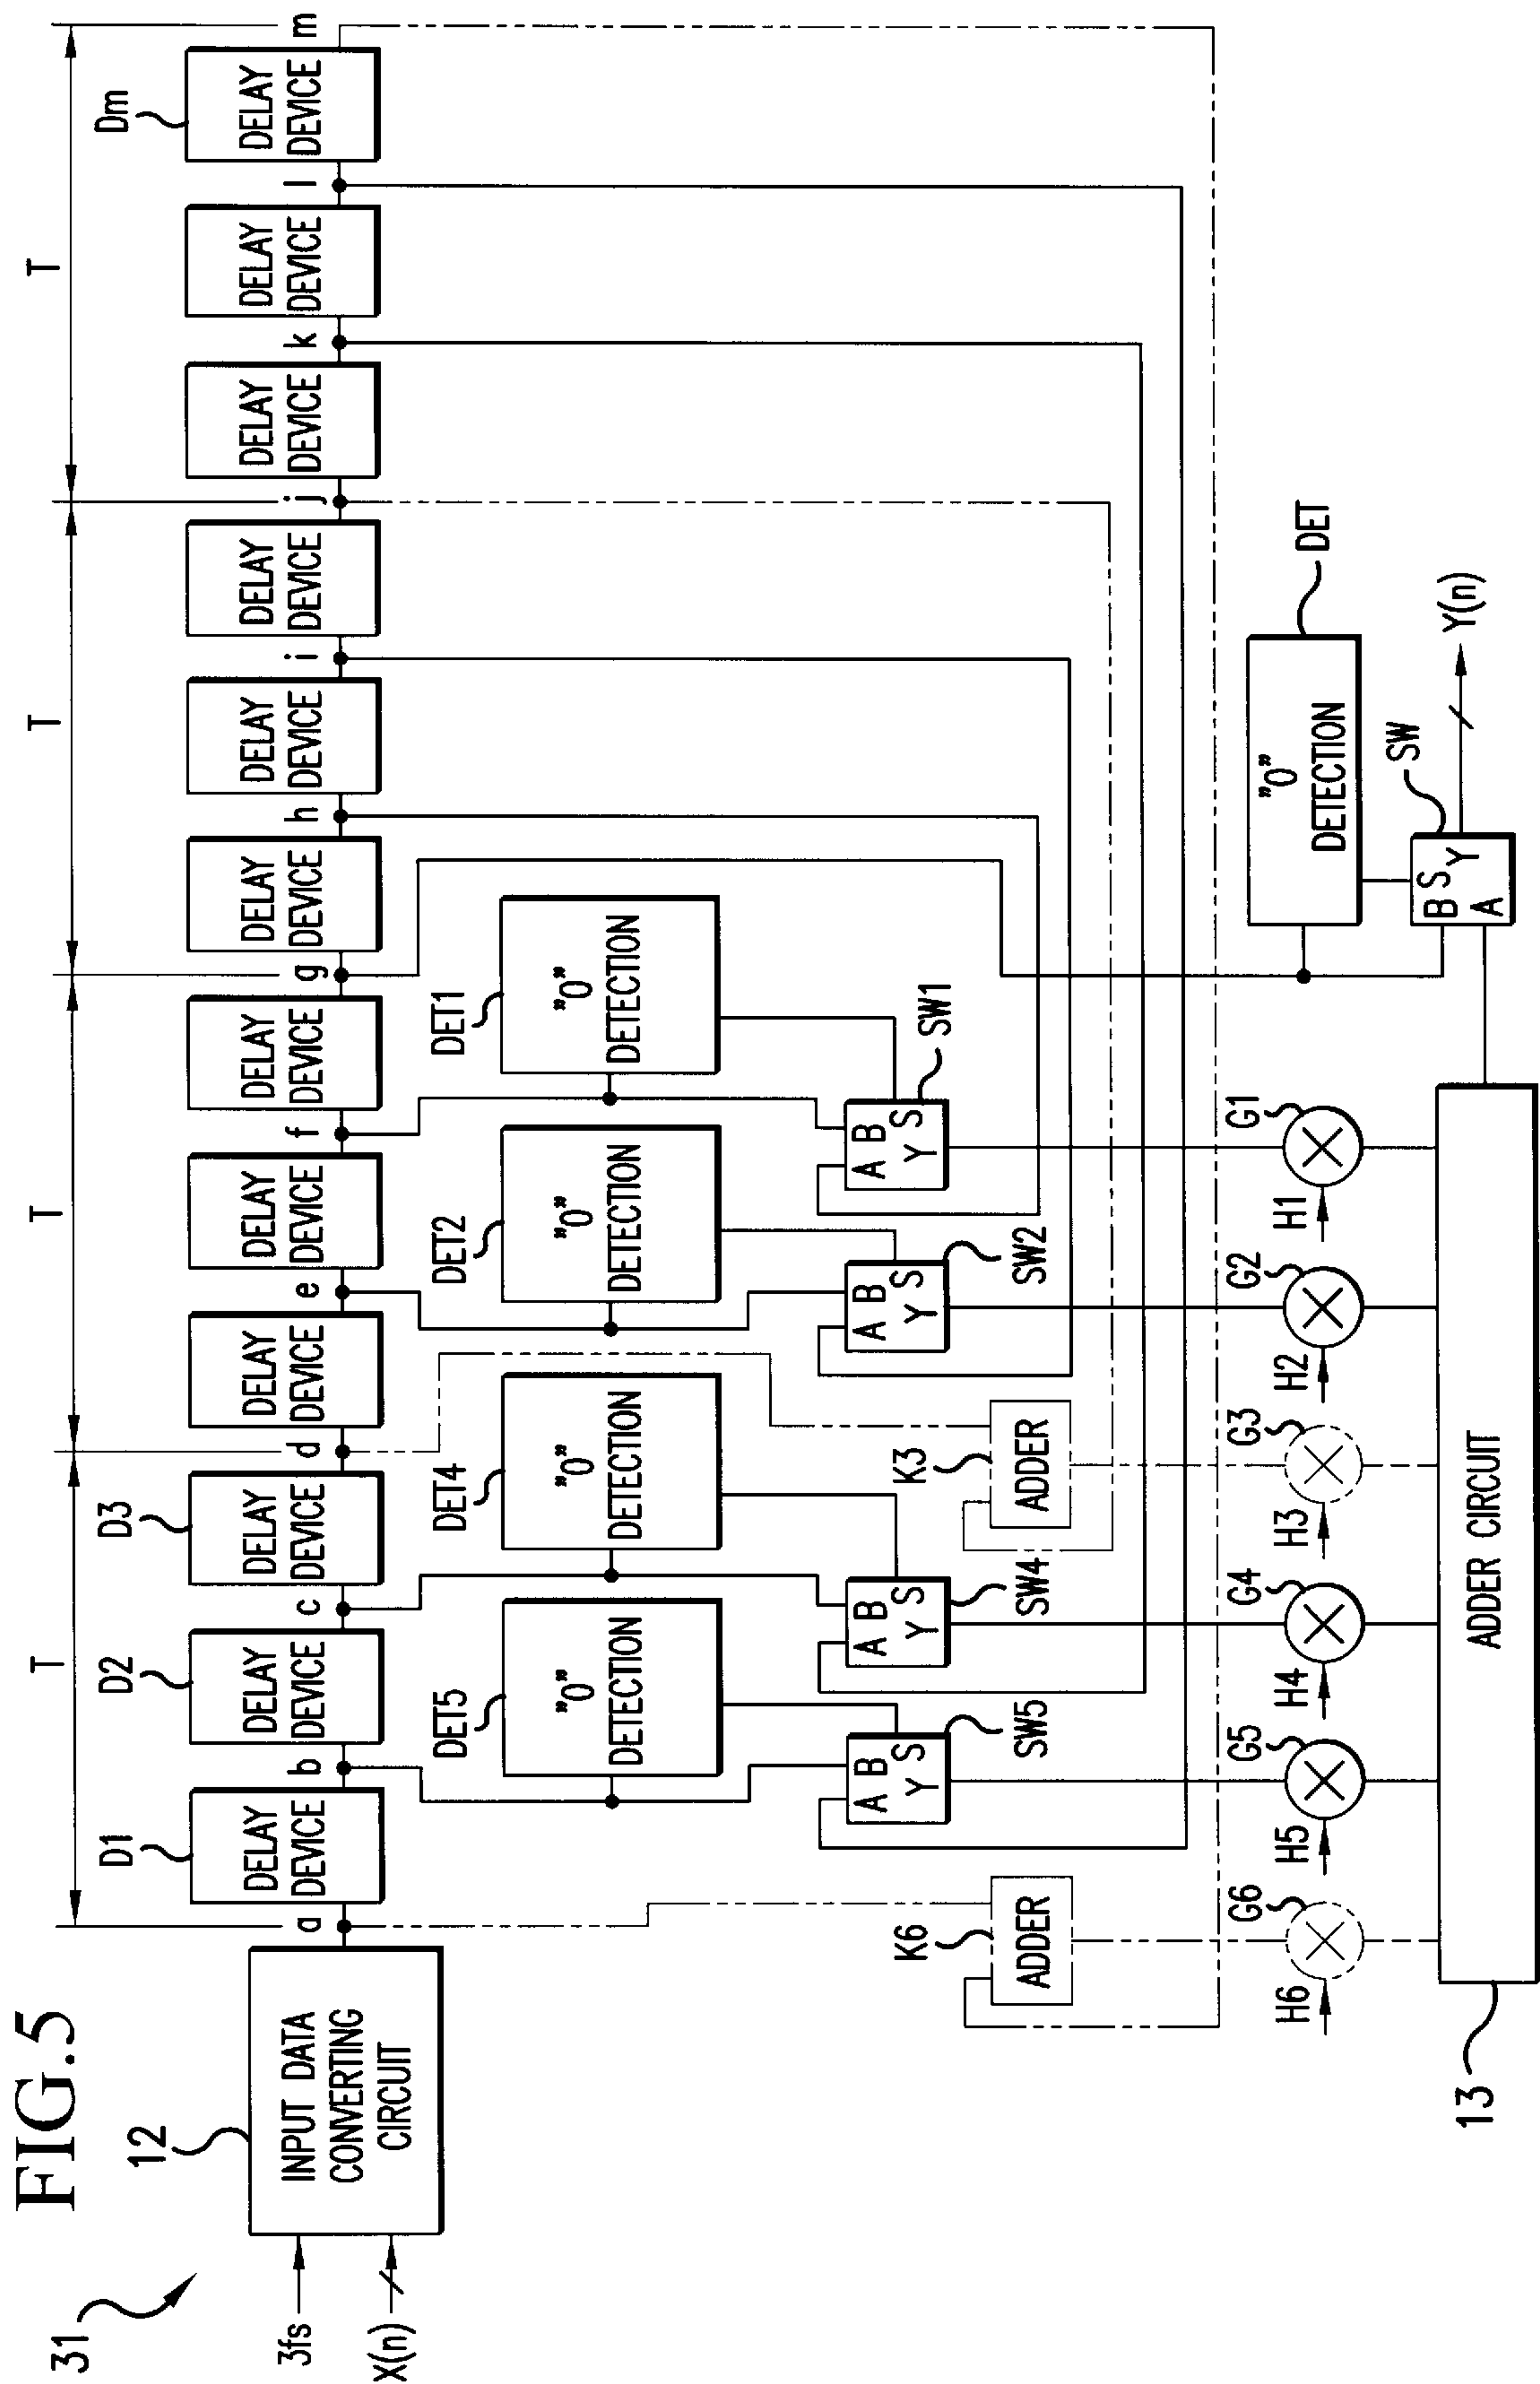 FIG.5
31
3fs
X(n)
12
INPUT DATA
CONVERTING
CIRCUIT
T
T
T
T
a
b
c
d
e
f
g
h
i
j
k
l
m
D1
DELAY
DEVICE
D2
DELAY
DEVICE
D3
DELAY
DEVICE
DELAY
DEVICE
DELAY
DEVICE
DELAY
DEVICE
DELAY
DEVICE
DELAY
DEVICE
DELAY
DEVICE
DELAY
DEVICE
DELAY
DEVICE
Dm
DELAY
DEVICE
DET5
"0"
DETECTION
DET4
"0"
DETECTION
DET2
"0"
DETECTION
DET1
"0"
DETECTION
A B
Y S
SW5
A B
Y S
SW4
A B
Y S
SW2
A B
Y S
SW1
K6
ADDER
K3
ADDER
H6
G6
H5
G5
H4
G4
H3
G3
H2
G2
H1
G1
"0"
DETECTION
DET
B S
A Y
SW
Y(n)
13
ADDER CIRCUIT